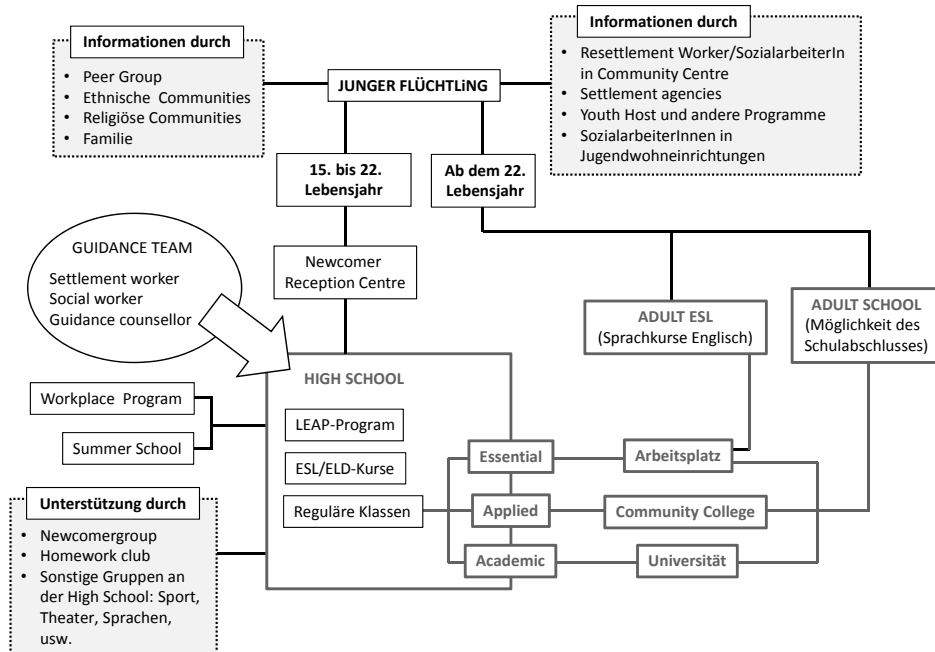 Informationen durch
• Peer Group
• Ethnische Communities
• Religiöse Communities
• Familie
JUNGER FLÜCHTLiNG
Informationen durch
• Resettlement Worker/SozialarbeiterIn
in Community Centre
• Settlement agencies
• Youth Host und andere Programme
• SozialarbeiterInnen in
Jugendwohneinrichtungen
15. bis 22.
Lebensjahr
Ab dem 22.
Lebensjahr
GUIDANCE TEAM
Settlement worker
Social worker
Guidance counsellor
Newcomer
Reception Centre
ADULT ESL
(Sprachkurse Englisch)
ADULT SCHOOL
(Möglichkeit des
Schulabschlusses)
HIGH SCHOOL
Workplace Program
Summer School
LEAP-Program
ESL/ELD-Kurse
Reguläre Klassen
Essential
Applied
Academic
Arbeitsplatz
Community College
Universität
Unterstützung durch
• Newcomergroup
• Homework club
• Sonstige Gruppen an
der High School: Sport,
Theater, Sprachen,
usw.